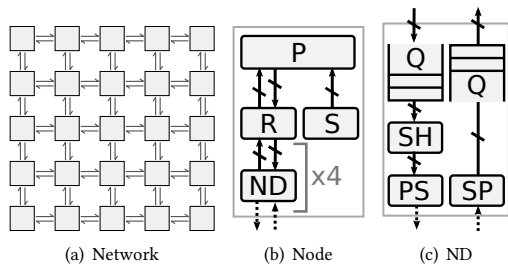 P
R
S
ND
x4
Q
Q
SH
PS
SP
(a) Network
(b) Node
(c) ND